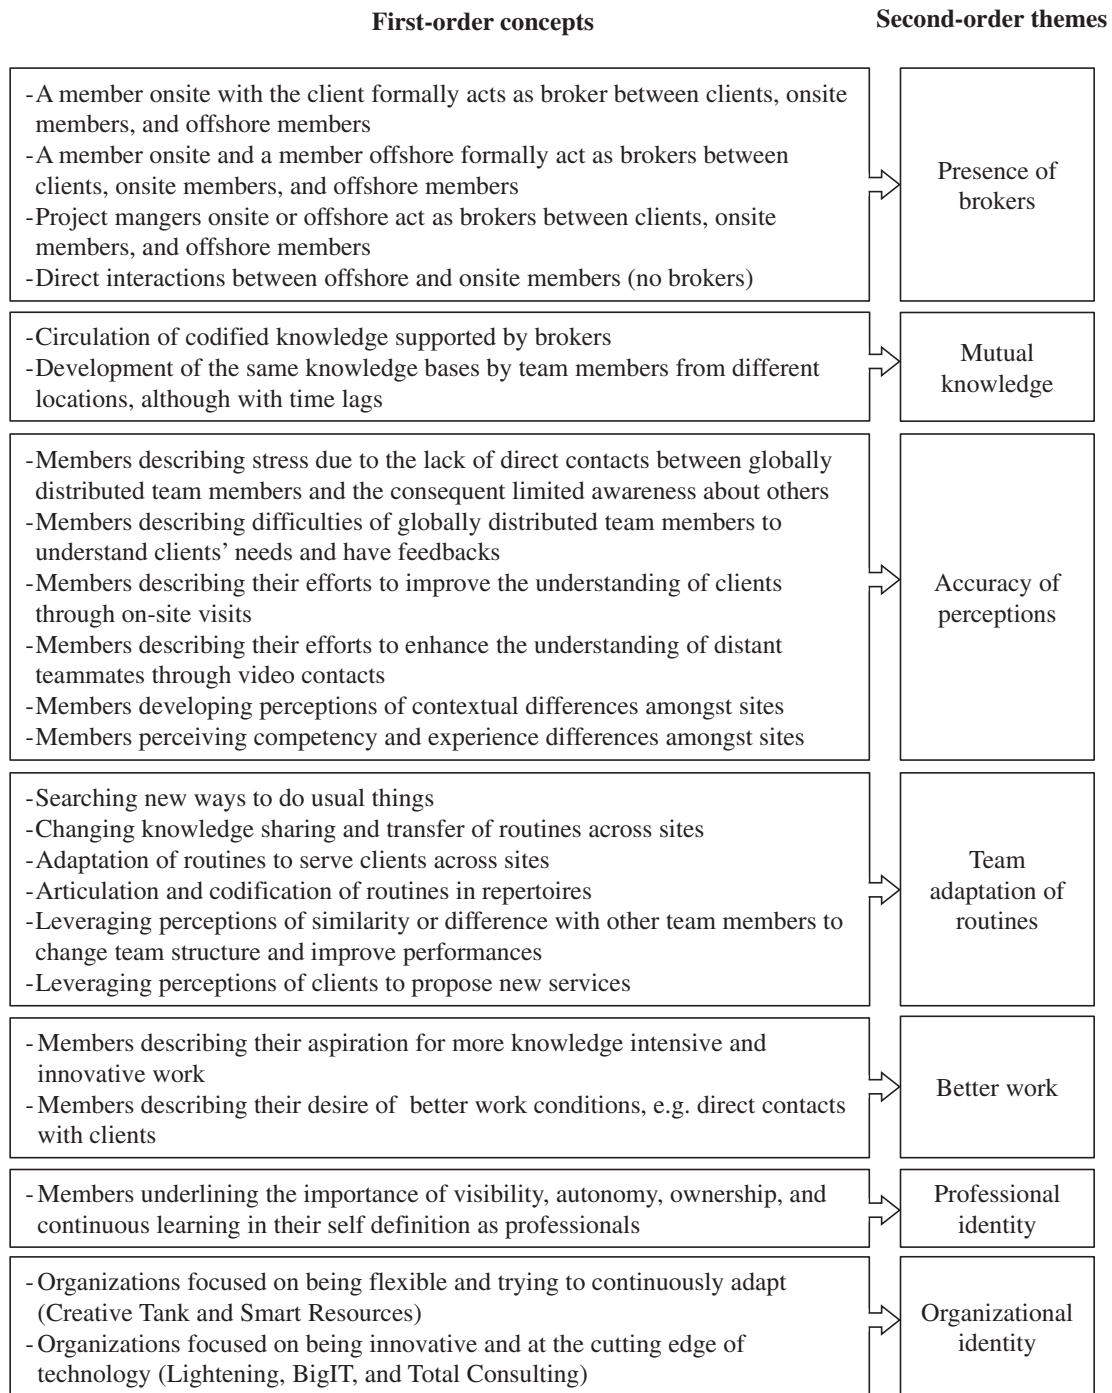 First-order concepts
Second-order themes
-A member onsite with the client formally acts as broker between clients, onsite
members, and offshore members
-A member onsite and a member offshore formally act as brokers between
clients, onsite members, and offshore members
-Project mangers onsite or offshore act as brokers between clients, onsite
members, and offshore members
-Direct interactions between offshore and onsite members (no brokers)
Presence of
brokers
-Circulation of codified knowledge supported by brokers
-Development of the same knowledge bases by team members from different
locations, although with time lags
Mutual
knowledge
-Members describing stress due to the lack of direct contacts between globally
distributed team members and the consequent limited awareness about others
-Members describing difficulties of globally distributed team members to
understand clients’ needs and have feedbacks
-Members describing their efforts to improve the understanding of clients
through on-site visits
-Members describing their efforts to enhance the understanding of distant
teammates through video contacts
-Members developing perceptions of contextual differences amongst sites
-Members perceiving competency and experience differences amongst sites
Accuracy of
perceptions
-Searching new ways to do usual things
-Changing knowledge sharing and transfer of routines across sites
-Adaptation of routines to serve clients across sites
-Articulation and codification of routines in repertoires
-Leveraging perceptions of similarity or difference with other team members to
change team structure and improve performances
-Leveraging perceptions of clients to propose new services
Team
adaptation of
routines
-Members describing their aspiration for more knowledge intensive and
innovative work
-Members describing their desire of better work conditions, e.g. direct contacts
with clients
Better work
-Members underlining the importance of visibility, autonomy, ownership, and
continuous learning in their self definition as professionals
Professional
identity
-Organizations focused on being flexible and trying to continuously adapt
(Creative Tank and Smart Resources)
-Organizations focused on being innovative and at the cutting edge of
technology (Lightening, BigIT, and Total Consulting)
Organizational
identity